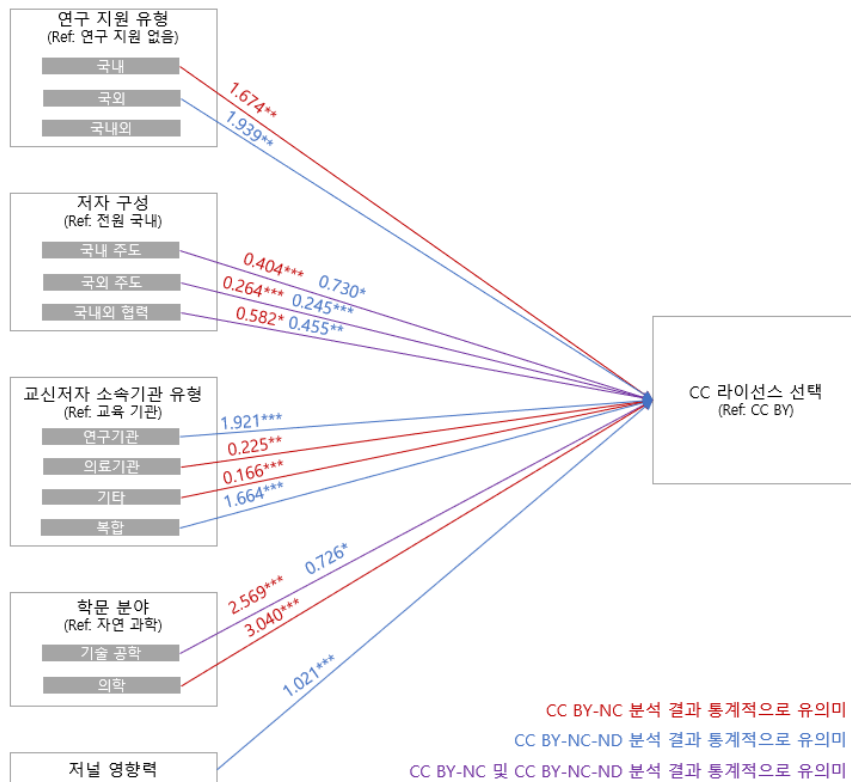 연구 지원 유형
(Ref: 연구 지원 없음)
국내
국외
국내외
1.674**
1.939**
저자 구성
(Ref: 전원 국내)
국내 주도
국외 주도
국내외 협력
0.404*** 0.730*
0.264*** 0.245***
0.582* 0.455**
교신저자 소속기관 유형
(Ref: 교육 기관)
연구기관
의료기관
기타
복합
1.921***
0.225**
0.166***
1.664***
CC 라이선스 선택
(Ref: CC BY)
학문 분야
(Ref: 자연 과학)
기술 공학
의학
2.569*** 0.726*
3.040***
저널 영향력
1.021***
CC BY-NC 분석 결과 통계적으로 유의미
CC BY-NC-ND 분석 결과 통계적으로 유의미
CC BY-NC 및 CC BY-NC-ND 분석 결과 통계적으로 유의미